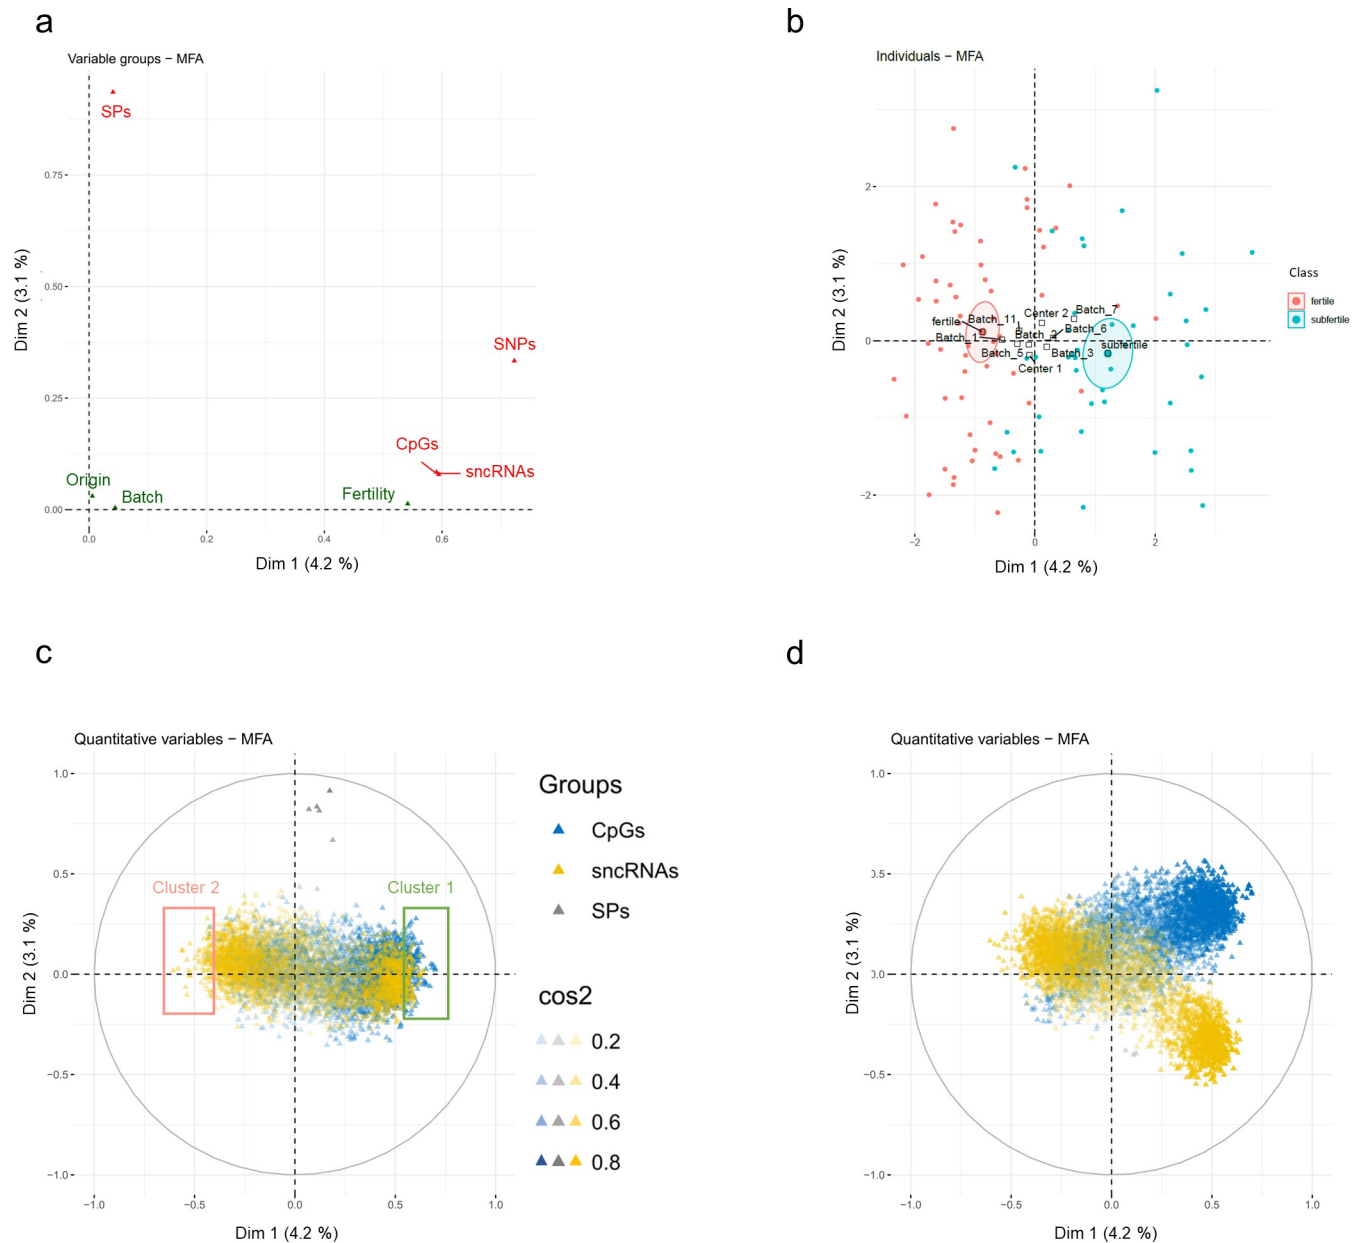 a
Variable groups − MFA
SPs
0.75
0.50
SNPs
0.25
CpGs
sncRNAs
Origin
Batch
Fertility
0.00
0.0
0.2
0.4
0.6
Dim 1 (4.2 %)
Dim 2 (3.1 %)
b
Individuals − MFA
2
0
−2
fertile
Batch_11
Center 2
Batch_7
Batch_1
Batch_2
Batch_6
Batch_5
Batch_3
subfertile
Center 1
−2
0
2
Dim 1 (4.2 %)
Dim 2 (3.1 %)
Class
fertile
subfertile
c
Quantitative variables − MFA
1.0
0.5
0.0
−0.5
−1.0
Cluster 2
Cluster 1
−1.0
−0.5
0.0
0.5
1.0
Dim 1 (4.2 %)
Dim 2 (3.1 %)
Groups
CpGs
sncRNAs
SPs
cos2
0.2
0.4
0.6
0.8
d
Quantitative variables − MFA
1.0
0.5
0.0
−0.5
−1.0
−1.0
−0.5
0.0
0.5
1.0
Dim 1 (4.2 %)
Dim 2 (3.1 %)